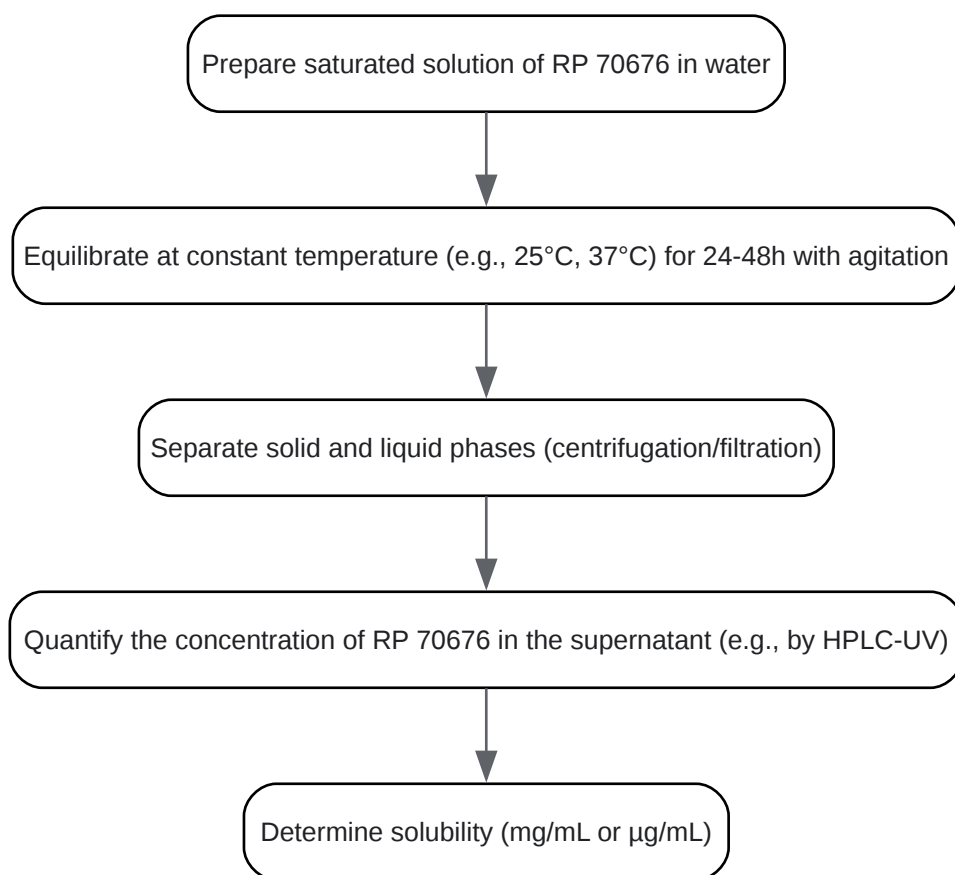 Prepare saturated solution of RP 70676 in water
Equilibrate at constant temperature (e.g., 25°C, 37°C) for 24-48h with agitation
Separate solid and liquid phases (centrifugation/filtration)
Quantify the concentration of RP 70676 in the supernatant (e.g., by HPLC-UV)
Determine solubility (mg/mL or µg/mL)